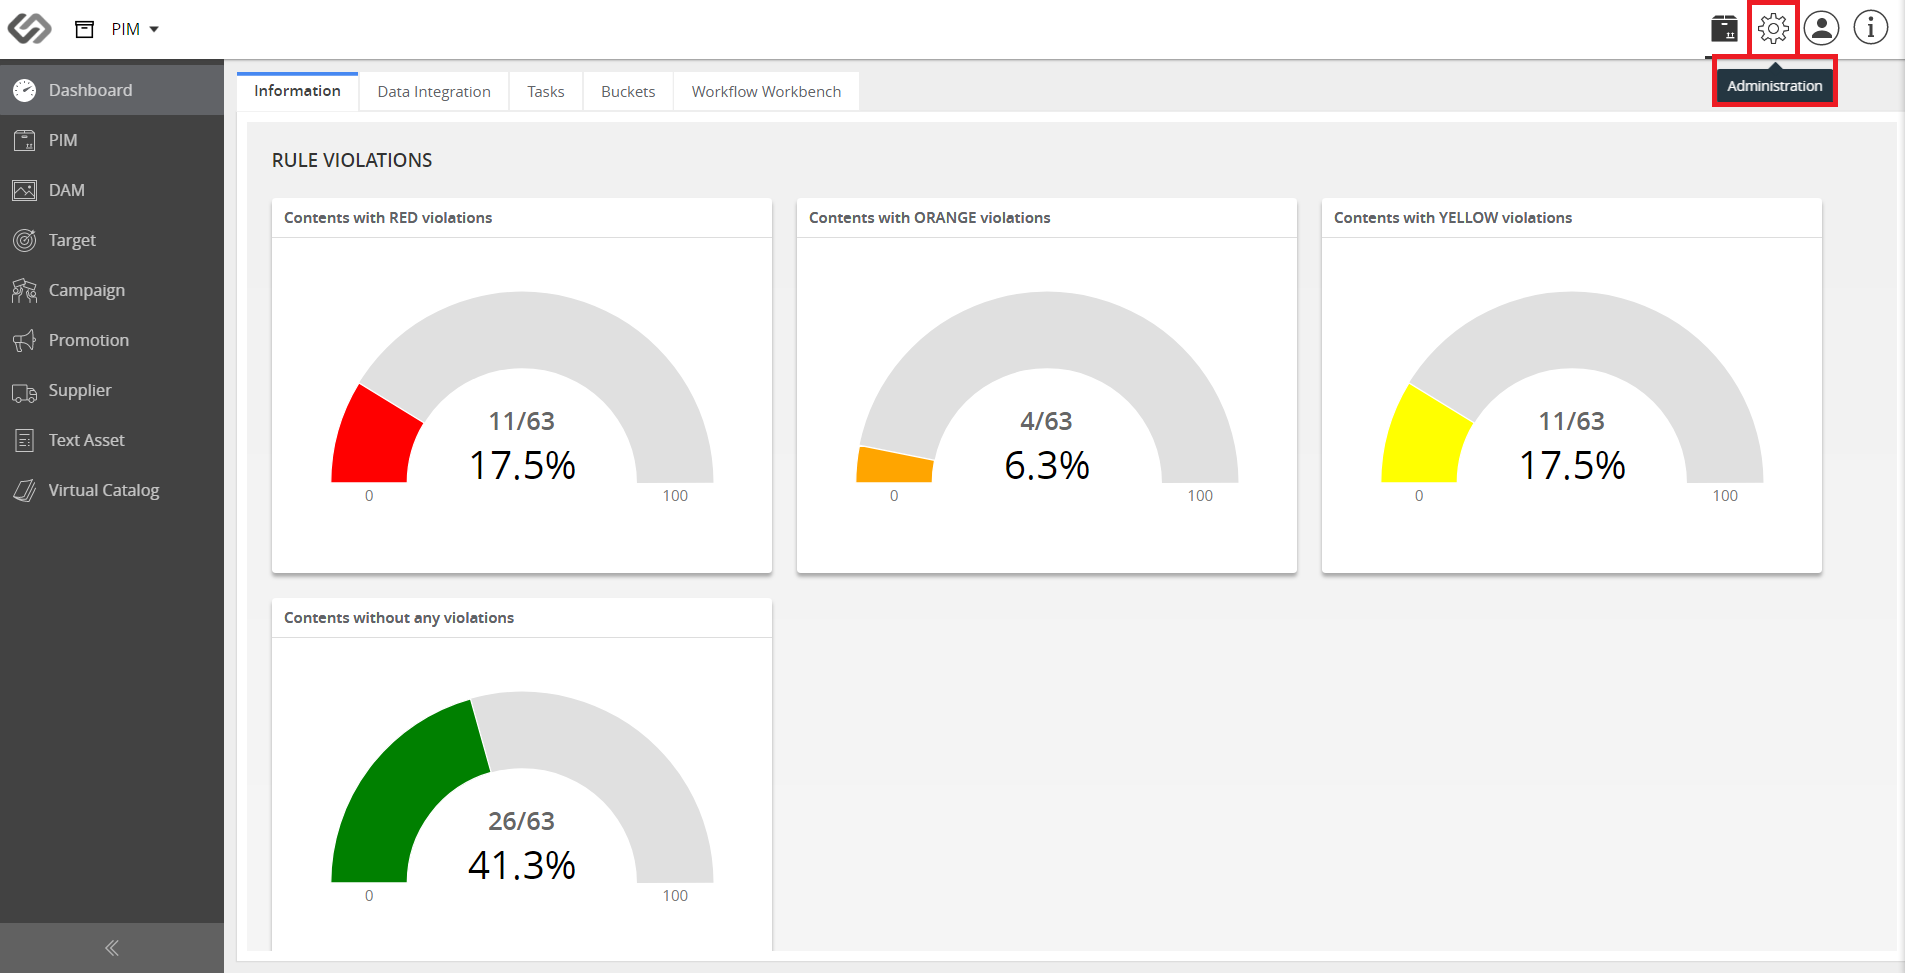 PIM
Administration
Dashboard
PIM
DAM
Target
Campaign
Promotion
Supplier
Text Asset
Virtual Catalog
Information
Data Integration
Tasks
Buckets
Workflow Workbench
RULE VIOLATIONS
Contents with RED violations
11/63
17.5%
0
100
Contents with ORANGE violations
4/63
6.3%
0
100
Contents with YELLOW violations
11/63
17.5%
0
100
Contents without any violations
26/63
41.3%
0
100